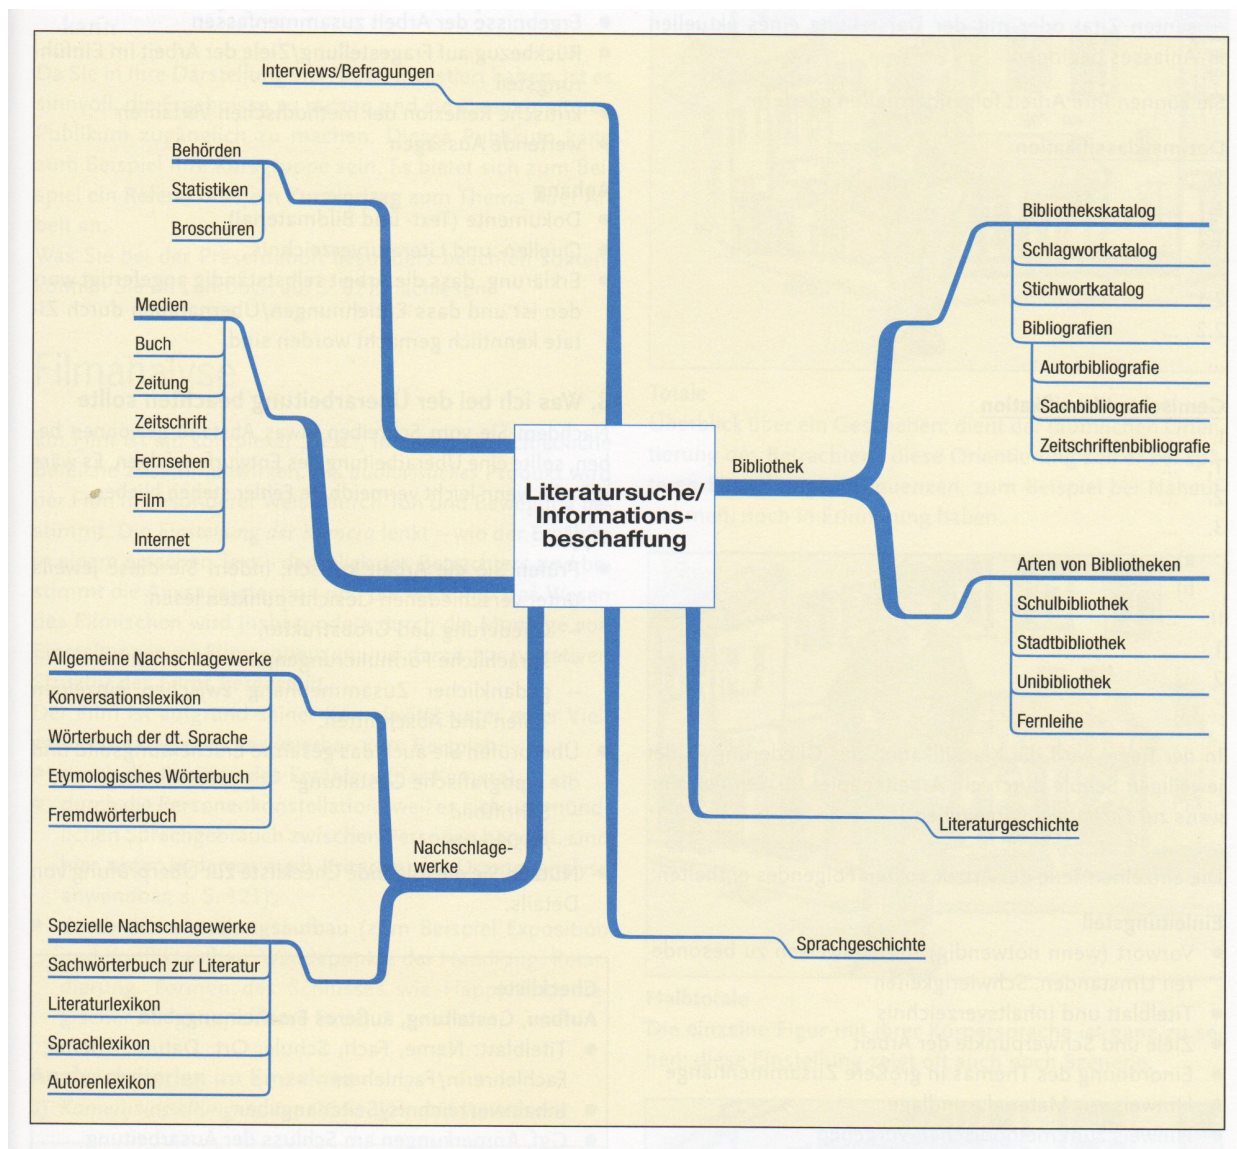 Interviews/Befragungen
Behörden
Statistiken
Broschüren
Medien
Buch
Zeitung
Zeitschrift
Fernsehen
Film
Internet
Literatursuche/
Informations-
beschaffung
Bibliothek
Bibliothekskatalog
Schlagwortkatalog
Stichwortkatalog
Bibliografien
Autorbibliografie
Sachbibliografie
Zeitschriftenbibliografie
Arten von Bibliotheken
Schulbibliothek
Stadtbibliothek
Unibibliothek
Fernleihe
Literaturgeschichte
Sprachgeschichte
Nachschlage-
werke
Allgemeine Nachschlagewerke
Konversationslexikon
Wörterbuch der dt. Sprache
Etymologisches Wörterbuch
Fremdwörterbuch
Spezielle Nachschlagewerke
Sachwörterbuch zur Literatur
Literaturlexikon
Sprachlexikon
Autorenlexikon